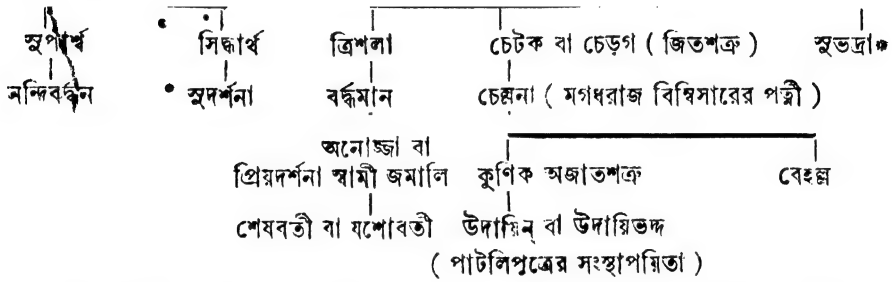 সুপার্শ্ব সিদ্ধার্থ ত্রিশলা চেটক বা চেড়গ ( জিতশত্রু ) সুভদ্রা
নন্দিবর্দ্ধন সুদর্শনা বর্দ্ধমান চেল্লনা ( মগধরাজ বিম্বিসারের পত্নী )
অনোজ্জা বা
প্রিয়দর্শনা স্বামী জমালি কুণিক অজাতশত্রু বেহল্ল
শেষবতী বা যশোবতী উদায়িন্ বা উদায়িভদ্দ
( পাটলিপুত্রের সংস্থাপয়িতা )